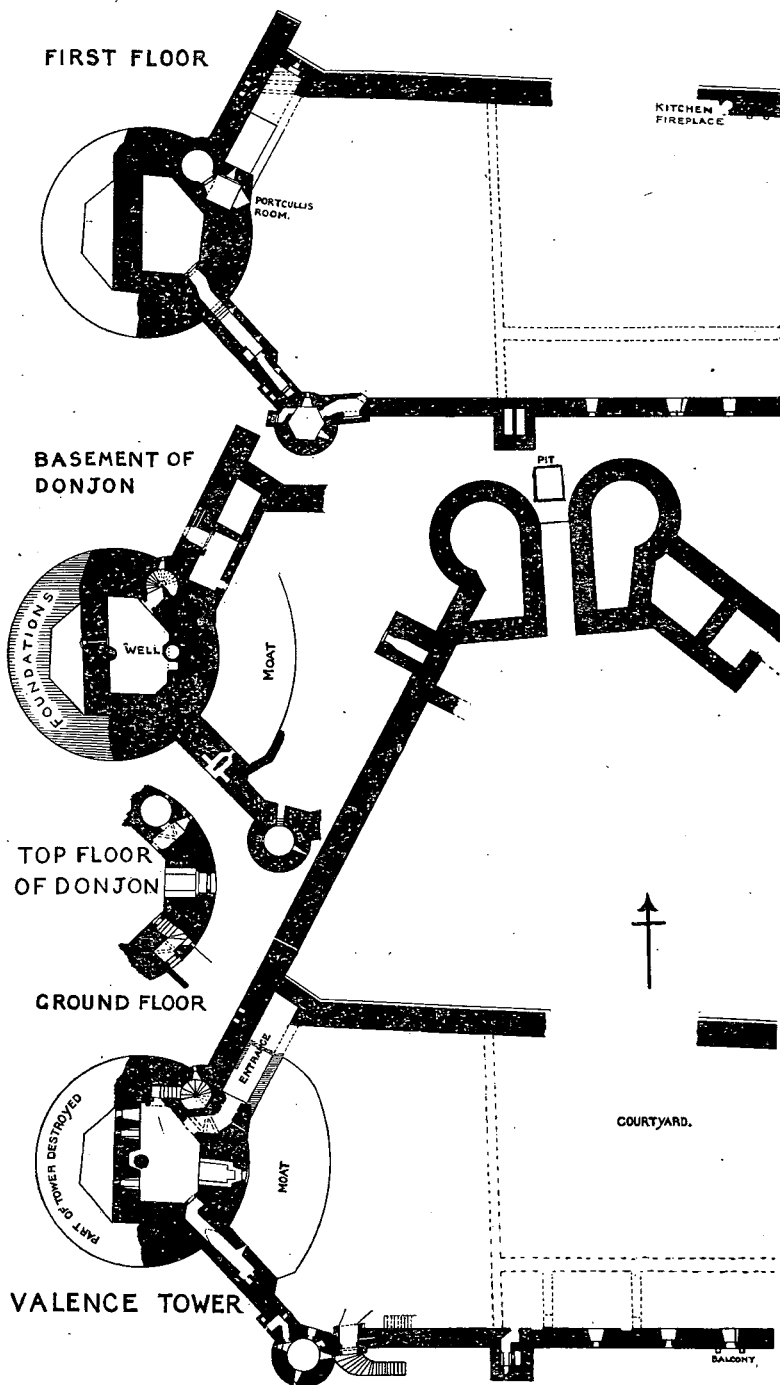 FIRST FLOOR
KITCHEN
FIREPLACE
PORTCULLIS
ROOM.
BASEMENT OF
DONJON
PIT
FOUNDATIONS
WELL
MOAT
TOP FLOOR
OF DONJON
GROUND FLOOR
ENTRANCE
COURTYARD.
PART OF TOWER DESTROYED
MOAT
VALENCE TOWER
BALCONY